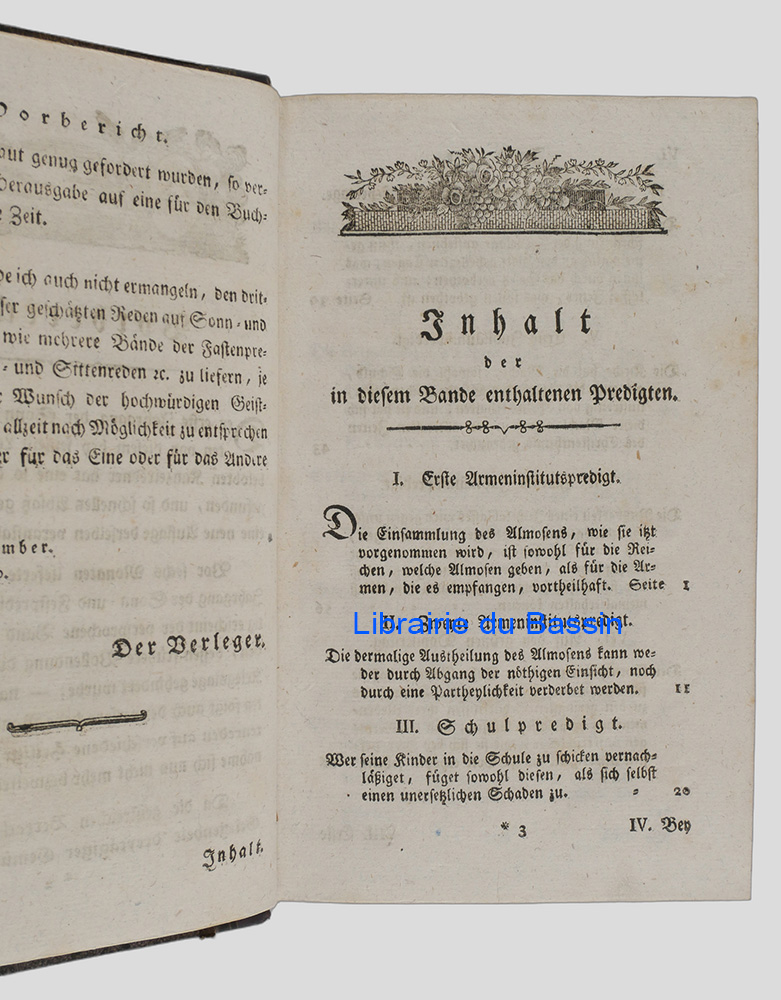 Vorbericht.
aut genug gefordert wurden, so ver-
Herausgabe auf eine für den Buch-
Zeit.
de ich auch nicht ermangeln, den drit-
ser geschätzten Reden auf Sonn- und
wie mehrere Bände der Fastenpre-
- und Sittenreden ꝛc. zu liefern, je
Wunsch der hochwürdigen Geist-
allzeit nach Möglichkeit zu entsprechen
er für das Eine oder für das Andere
mber.
Der Verleger.
Inhalt.
Inhalt
der
in diesem Bande enthaltenen Predigten.
I. Erste Armeninstitutspredigt.
Die Einsammlung des Almosens, wie sie itzt
vorgenommen wird, ist sowohl für die Rei-
chen, welche Almosen geben, als für die Ar-
men, die es empfangen, vortheilhaft. Seite 1
II. Zweyte Armeninstitutspredigt.
Librairie du Bassin
Die dermalige Austheilung des Almosens kann we-
der durch Abgang der nöthigen Einsicht, noch
durch eine Partheylichkeit verderbet werden. 11
III. Schulpredigt.
Wer seine Kinder in die Schule zu schicken vernach-
läßiget, füget sowohl diesen, als sich selbst
einen unersetzlichen Schaden zu. = 20
* 3 IV. Bey